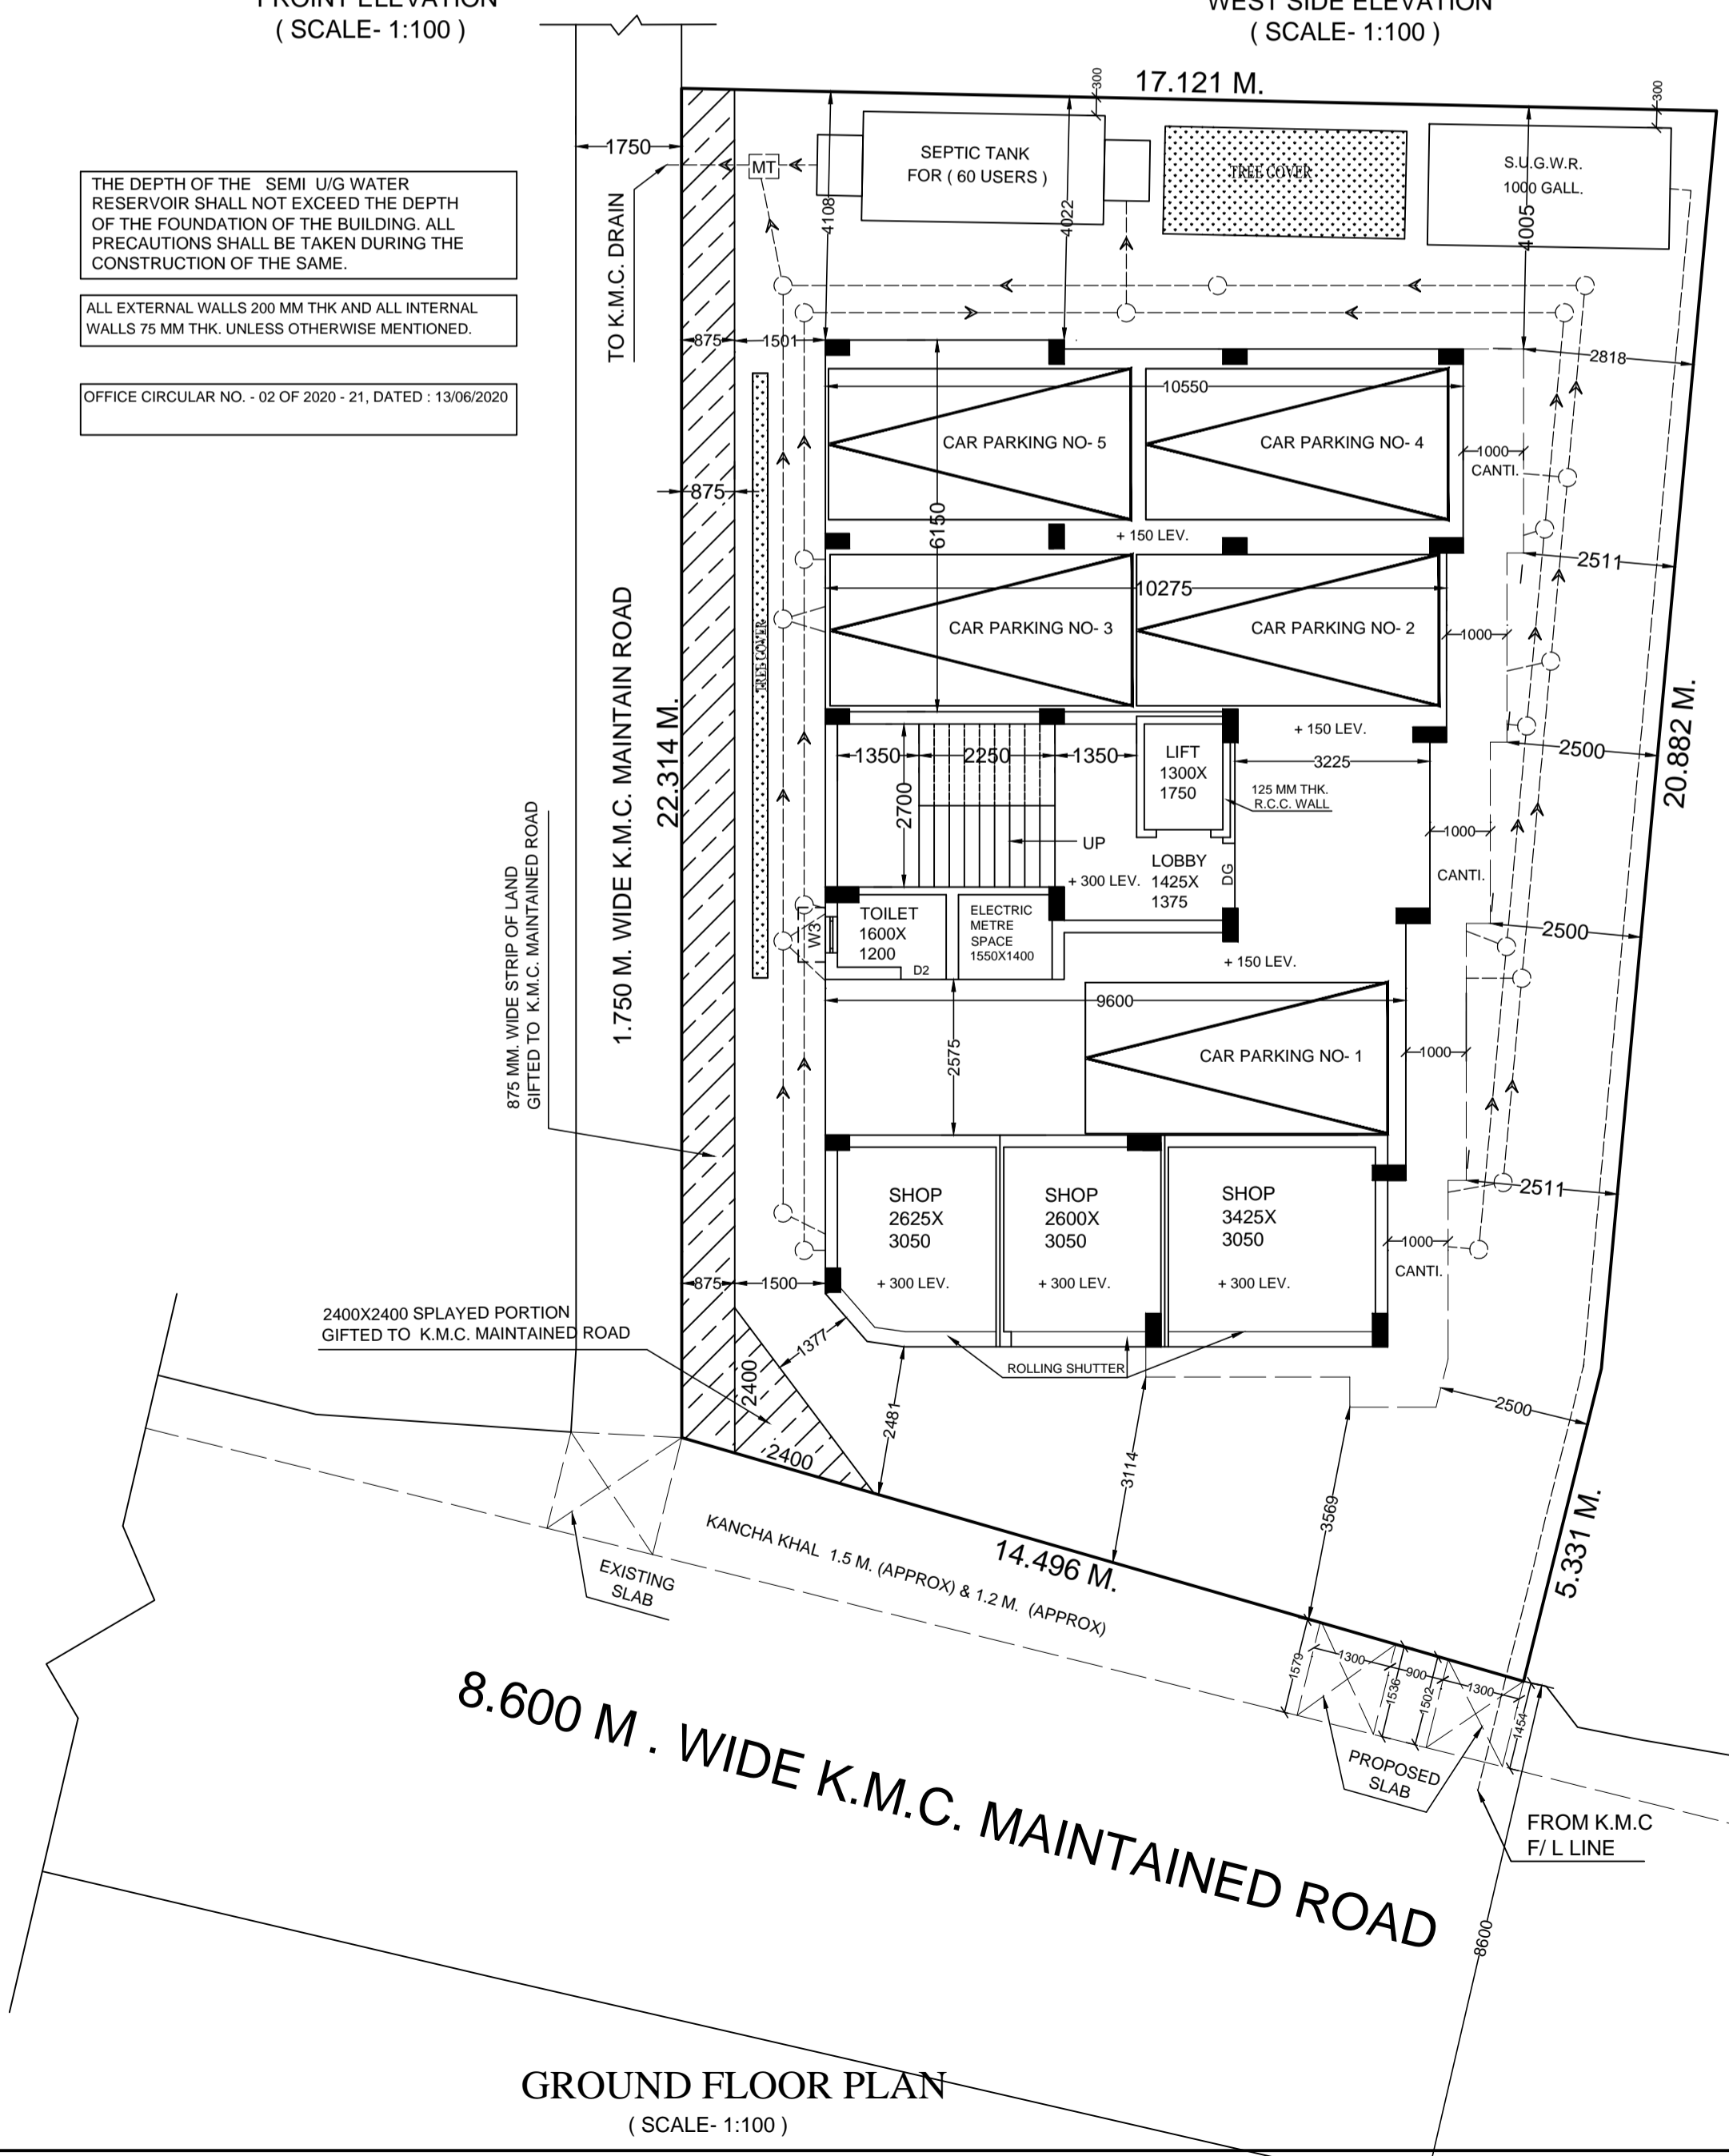 ( SCALE- 1:100 )
WEST SIDE ELEVATION
( SCALE- 1:100 )
17.121 M.
300
300
1750
THE DEPTH OF THE SEMI U/G WATER
RESERVOIR SHALL NOT EXCEED THE DEPTH
OF THE FOUNDATION OF THE BUILDING. ALL
PRECAUTIONS SHALL BE TAKEN DURING THE
CONSTRUCTION OF THE SAME.
ALL EXTERNAL WALLS 200 MM THK AND ALL INTERNAL
WALLS 75 MM THK. UNLESS OTHERWISE MENTIONED.
OFFICE CIRCULAR NO. - 02 OF 2020 - 21, DATED : 13/06/2020
TO K.M.C. DRAIN
MT
SEPTIC TANK
FOR ( 60 USERS )
TREE COVER
S.U.G.W.R.
1000 GALL.
4108
4022
4005
875
1501
2818
10550
CAR PARKING NO- 5
CAR PARKING NO- 4
1000
CANTI.
875
6150
+ 150 LEV.
2511
10275
CAR PARKING NO- 3
CAR PARKING NO- 2
1000
TREE COVER
1.750 M. WIDE K.M.C. MAINTAIN ROAD
22.314 M.
20.882 M.
+ 150 LEV.
2500
1350
2250
1350
LIFT
1300X
1750
3225
125 MM THK.
R.C.C. WALL
2700
UP
1000
LOBBY
1425X
1375
+ 300 LEV.
DG
CANTI.
875 MM. WIDE STRIP OF LAND
GIFTED TO K.M.C. MAINTAINED ROAD
TOILET
1600X
1200
W3
D2
ELECTRIC
METRE
SPACE
1550X1400
2500
+ 150 LEV.
9600
2575
CAR PARKING NO- 1
1000
SHOP
2625X
3050
+ 300 LEV.
SHOP
2600X
3050
+ 300 LEV.
SHOP
3425X
3050
+ 300 LEV.
2511
1000
CANTI.
875
1500
2400X2400 SPLAYED PORTION
GIFTED TO K.M.C. MAINTAINED ROAD
1377
ROLLING SHUTTER
2400
2400
2481
3114
3569
2500
5.331 M.
KANCHA KHAL 1.5 M. (APPROX) & 1.2 M. (APPROX)
14.496 M.
EXISTING
SLAB
1579
1300
1536
900
1502
1300
1454
PROPOSED
SLAB
8.600 M . WIDE K.M.C. MAINTAINED ROAD
FROM K.M.C
F/ L LINE
8600
GROUND FLOOR PLAN
( SCALE- 1:100 )